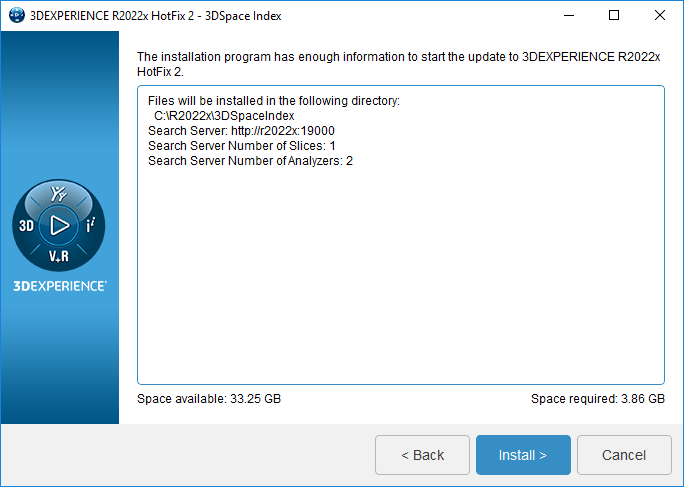 3DEXPERIENCE R2022x HotFix 2 - 3DSpace Index
The installation program has enough information to start the update to 3DEXPERIENCE R2022x
HotFix 2.
Files will be installed in the following directory:
C:\R2022x\3DSpaceIndex
Search Server: http://r2022x:19000
Search Server Number of Slices: 1
Search Server Number of Analyzers: 2
3D
i i
V+R
3DEXPERIENCE
Space available: 33.25 GB
Space required: 3.86 GB
< Back
Install >
Cancel